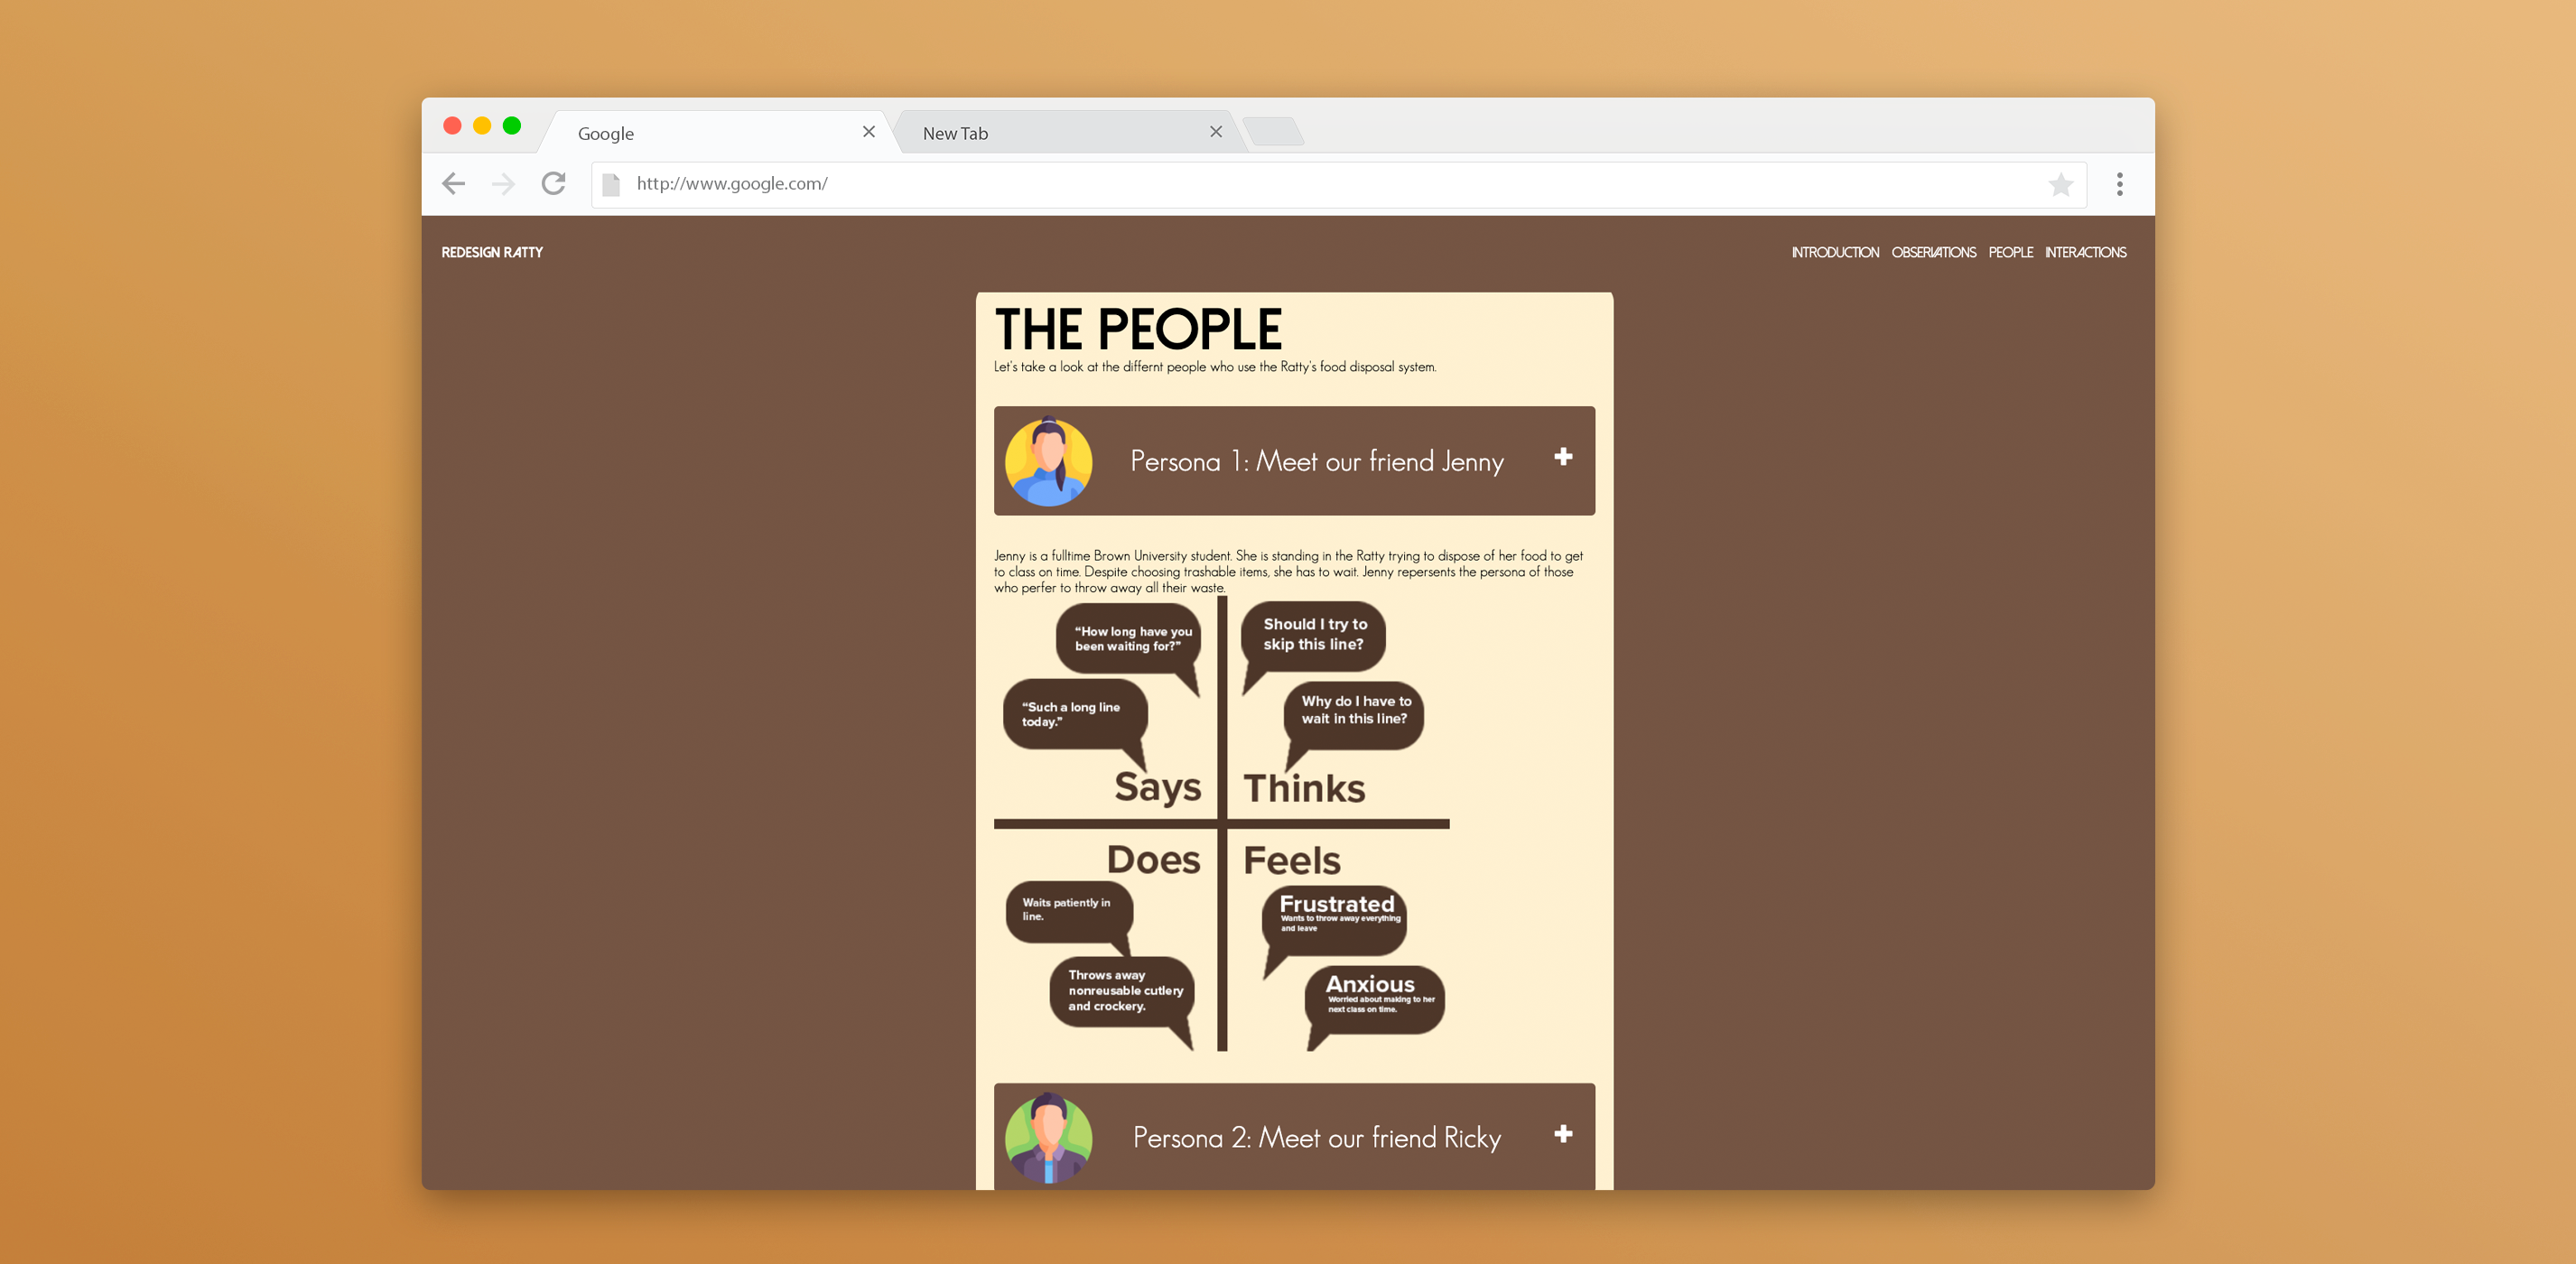 Google
New Tab
http://www.google.com/
REDESIGN RATTY
INTRODUCTION OBSERVATIONS PEOPLE INTERACTIONS
THE PEOPLE
Let's take a look at the differnt people who use the Ratty's food disposal system.
Persona 1: Meet our friend Jenny
Jenny is a fulltime Brown University student. She is standing in the Ratty trying to dispose of her food to get
to class on time. Despite choosing trashable items, she has to wait. Jenny repersents the persona of those
who perfer to throw away all their waste.
“How long have you
been waiting for?”
“Such a long line
today.”
Says
Should I try to
skip this line?
Why do I have to
wait in this line?
Thinks
Does
Waits patiently in
line.
Throws away
nonreusable cutlery
and crockery.
Feels
Frustrated
Wants to throw away everything
and leave
Anxious
Worried about making to her
next class on time.
Persona 2: Meet our friend Ricky